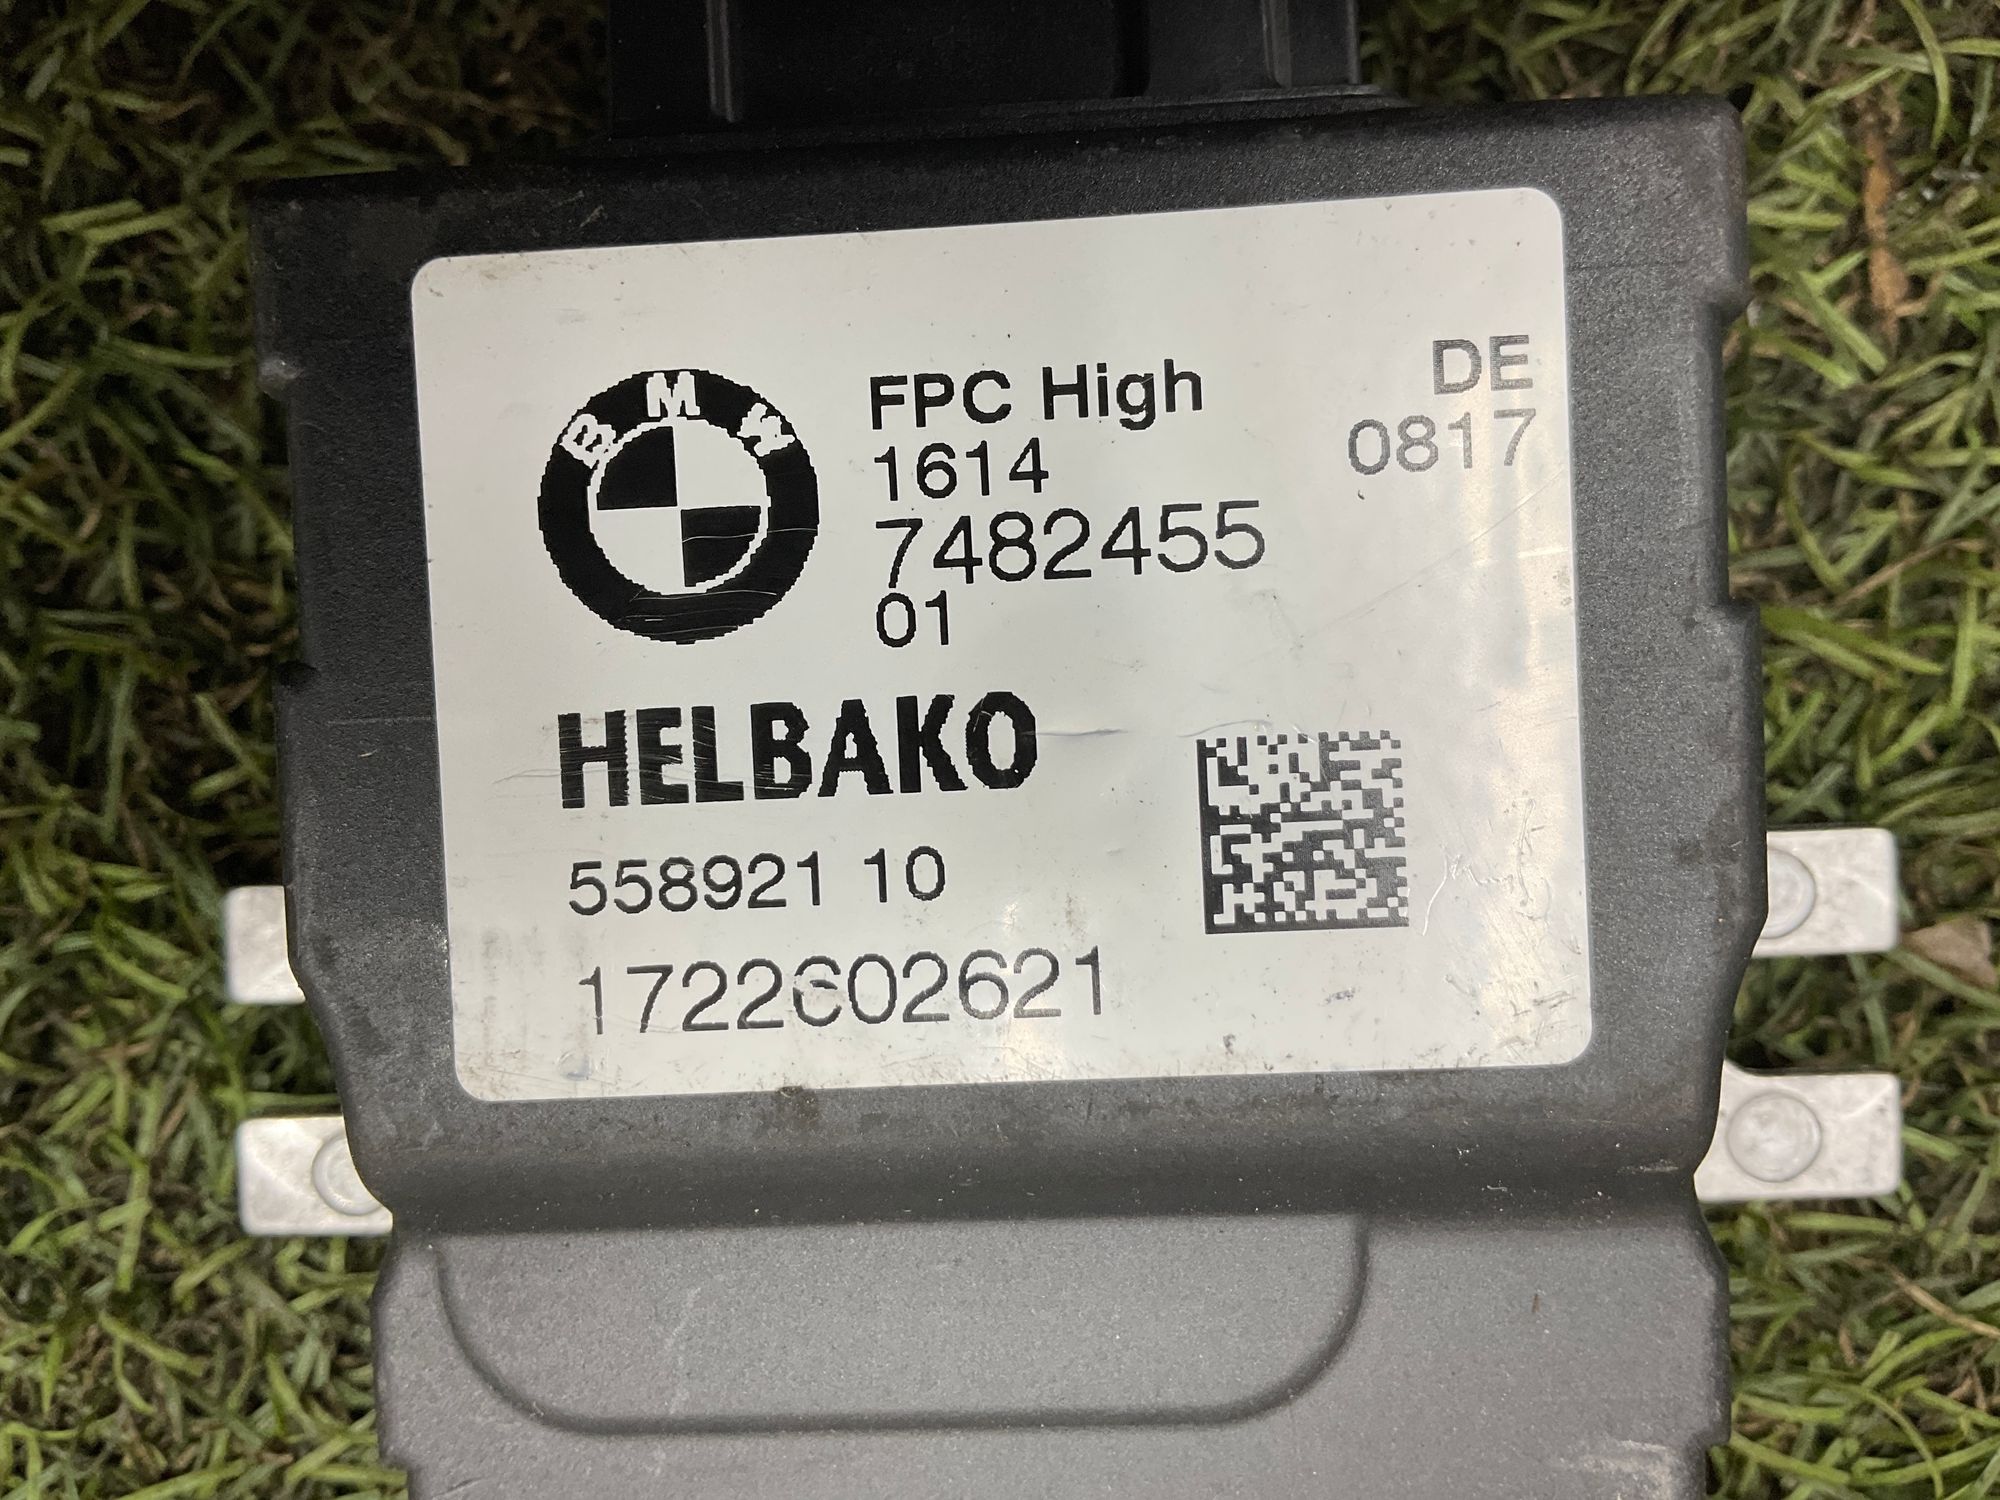 BMW
FPC High
1614
7482455
01
DE
0817
HELBAKO
558921 10
1722602621